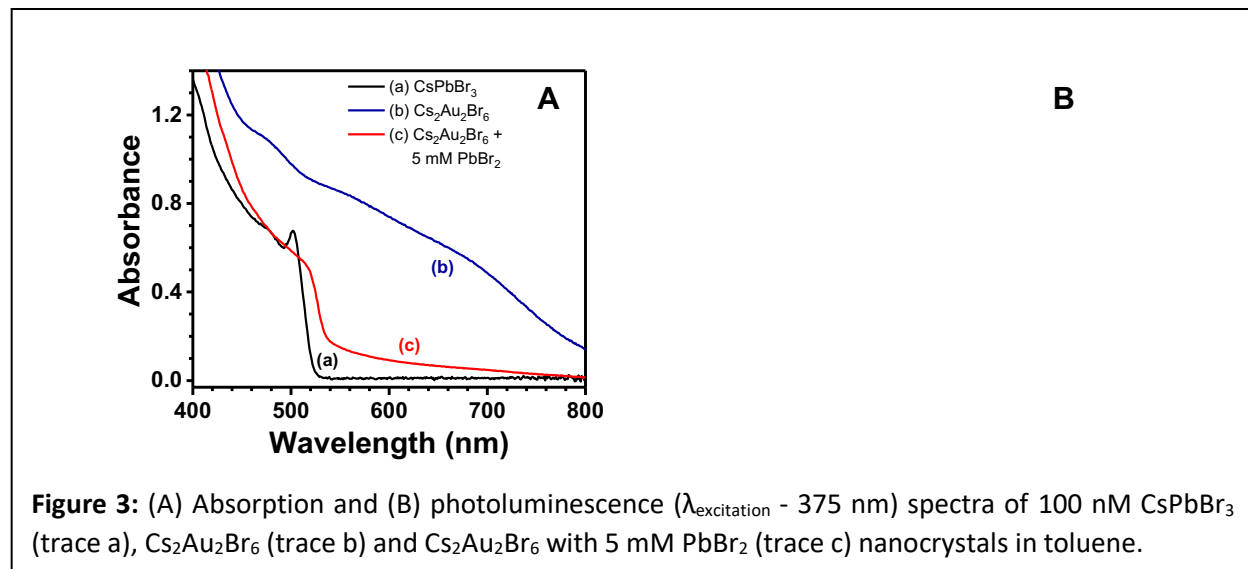 A
B
(a) CsPbBr₃
(b) Cs₂Au₂Br₆
(c) Cs₂Au₂Br₆ +
5 mM PbBr₂
1.2
0.8
0.4
0.0
Absorbance
(a)
(b)
(c)
400
500
600
700
800
Wavelength (nm)
Figure 3: (A) Absorption and (B) photoluminescence (λexcitation - 375 nm) spectra of 100 nM CsPbBr₃
(trace a), Cs₂Au₂Br₆ (trace b) and Cs₂Au₂Br₆ with 5 mM PbBr₂ (trace c) nanocrystals in toluene.